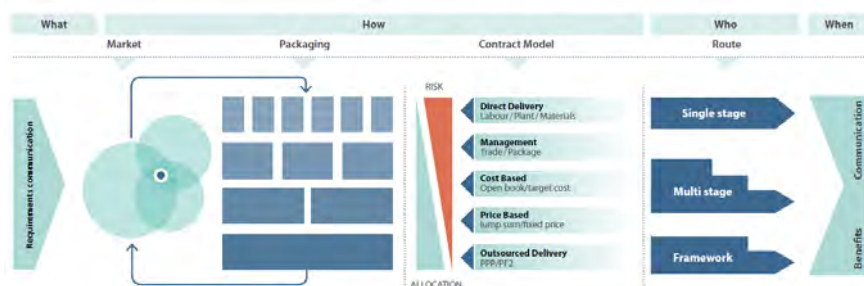 What
How
Who
When
Market
Packaging
Contract Model
Route
Requirements communication
RISK
ALLOCATION
Direct Delivery
Labour/Plant/Materials
Management
Trade/Package
Cost Based
Open book/target cost
Price Based
lump sum/fixed price
Outsourced Delivery
PPP/PF2
Single stage
Multi stage
Framework
Communication
Benefits